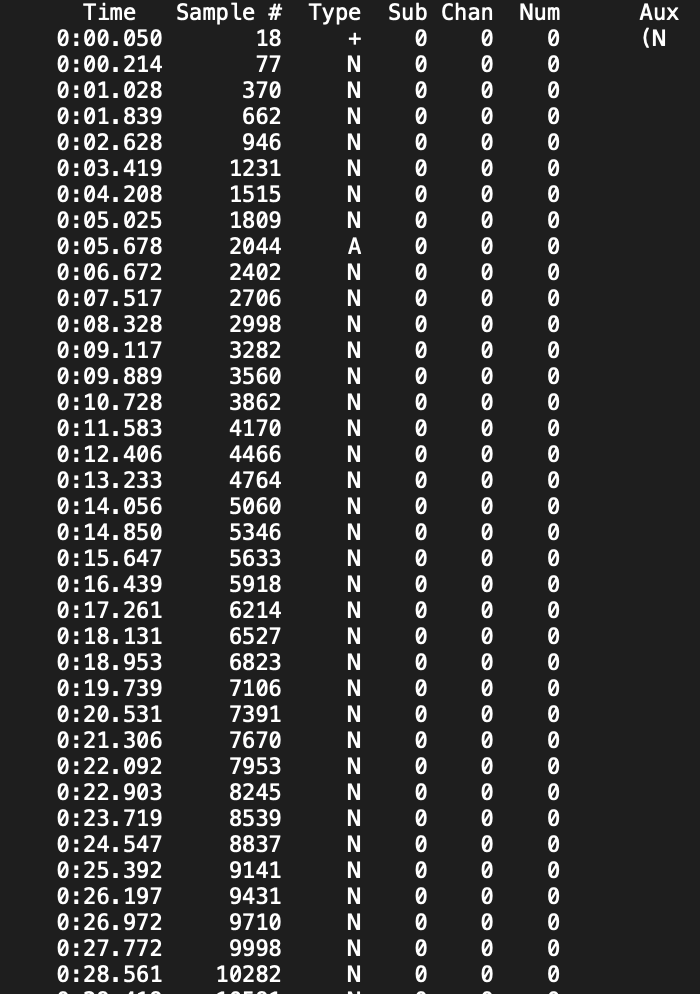 Time Sample # Type Sub Chan Num Aux
0:00.050 18 + 0 0 0 (N
0:00.214 77 N 0 0 0
0:01.028 370 N 0 0 0
0:01.839 662 N 0 0 0
0:02.628 946 N 0 0 0
0:03.419 1231 N 0 0 0
0:04.208 1515 N 0 0 0
0:05.025 1809 N 0 0 0
0:05.678 2044 A 0 0 0
0:06.672 2402 N 0 0 0
0:07.517 2706 N 0 0 0
0:08.328 2998 N 0 0 0
0:09.117 3282 N 0 0 0
0:09.889 3560 N 0 0 0
0:10.728 3862 N 0 0 0
0:11.583 4170 N 0 0 0
0:12.406 4466 N 0 0 0
0:13.233 4764 N 0 0 0
0:14.056 5060 N 0 0 0
0:14.850 5346 N 0 0 0
0:15.647 5633 N 0 0 0
0:16.439 5918 N 0 0 0
0:17.261 6214 N 0 0 0
0:18.131 6527 N 0 0 0
0:18.953 6823 N 0 0 0
0:19.739 7106 N 0 0 0
0:20.531 7391 N 0 0 0
0:21.306 7670 N 0 0 0
0:22.092 7953 N 0 0 0
0:22.903 8245 N 0 0 0
0:23.719 8539 N 0 0 0
0:24.547 8837 N 0 0 0
0:25.392 9141 N 0 0 0
0:26.197 9431 N 0 0 0
0:26.972 9710 N 0 0 0
0:27.772 9998 N 0 0 0
0:28.561 10282 N 0 0 0